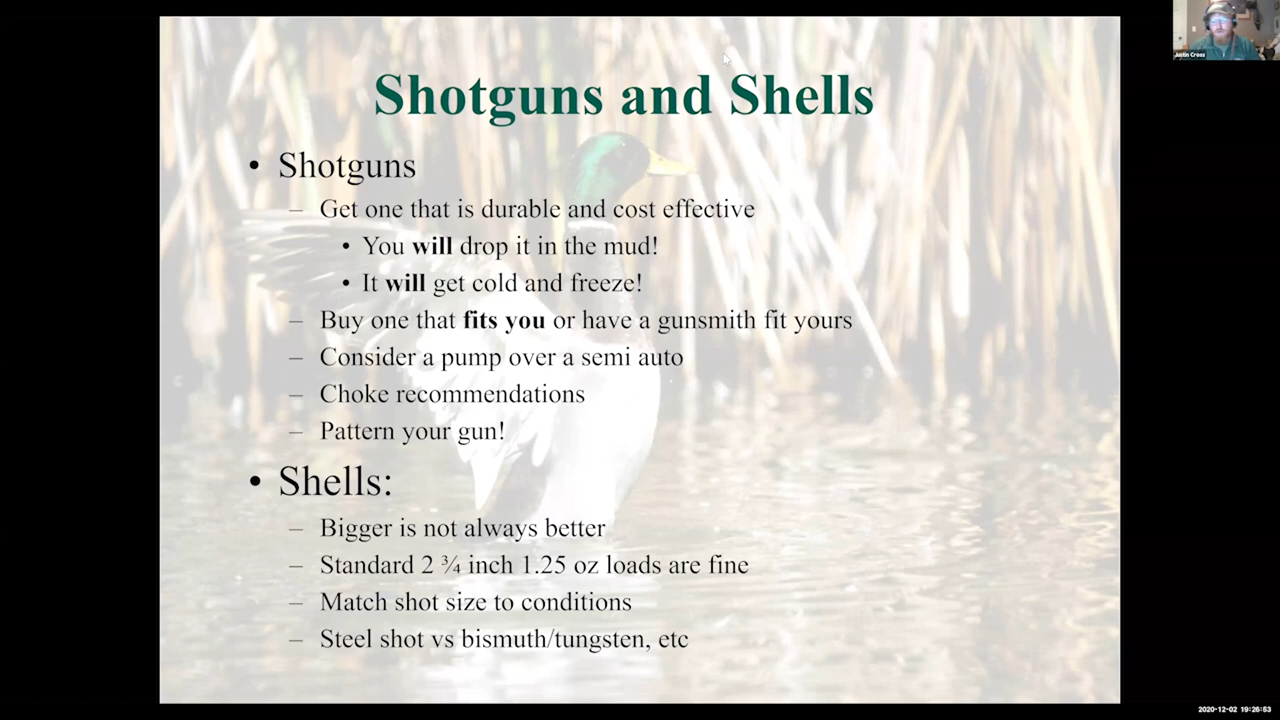 Shotguns and Shells
• Shotguns
– Get one that is durable and cost effective
• You will drop it in the mud!
• It will get cold and freeze!
– Buy one that fits you or have a gunsmith fit yours
– Consider a pump over a semi auto
– Choke recommendations
– Pattern your gun!
• Shells:
– Bigger is not always better
– Standard 2 ¾ inch 1.25 oz loads are fine
– Match shot size to conditions
– Steel shot vs bismuth/tungsten, etc
Justin Cross
2020-12-02 19:26:53